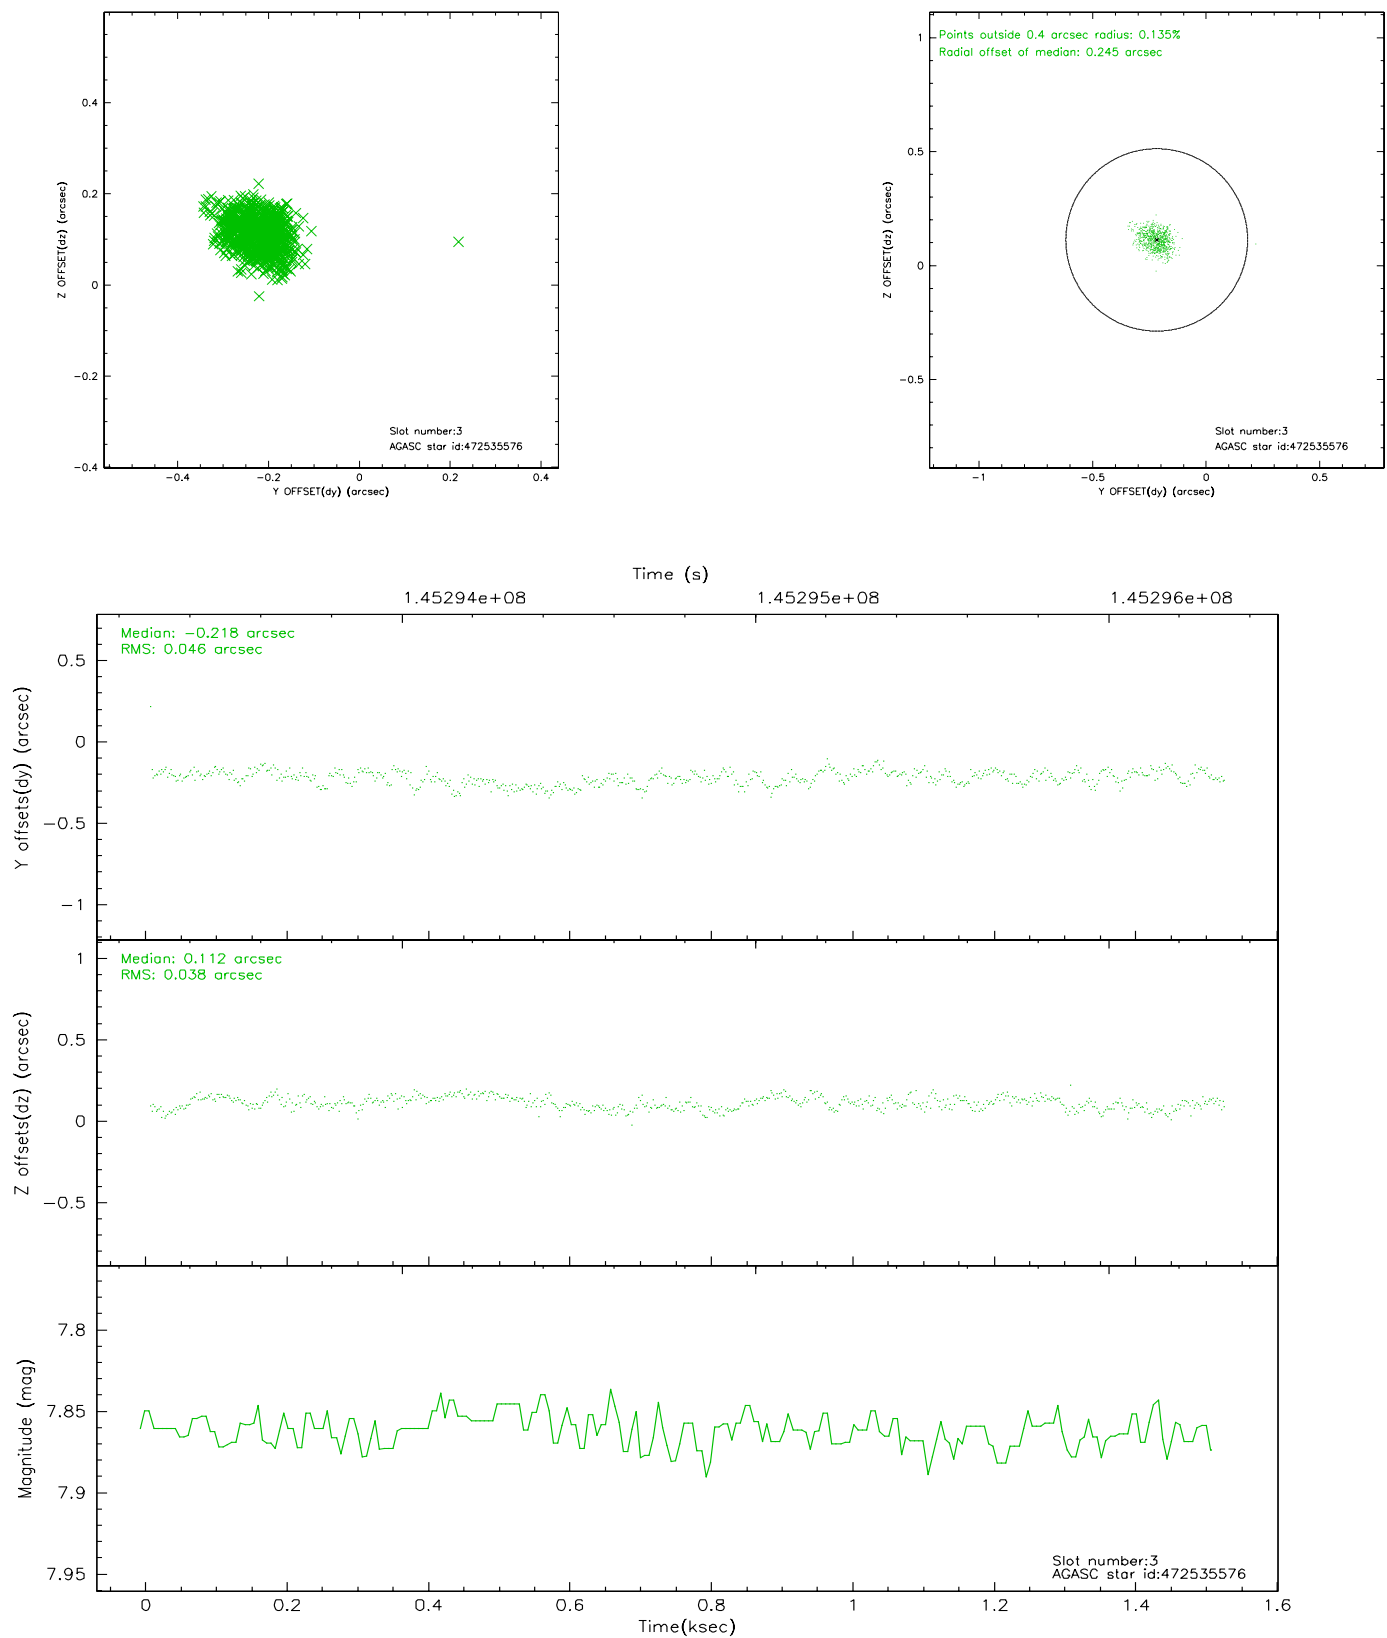 0.4
0.2
0
−0.2
−0.4
Z OFFSET(dz) (arcsec)
Slot number:3
AGASC star id:472535576
−0.4
−0.2
0
0.2
0.4
Y OFFSET(dy) (arcsec)
Points outside 0.4 arcsec radius: 0.135%
Radial offset of median: 0.245 arcsec
1
0.5
0
−0.5
Z OFFSET(dz) (arcsec)
Slot number:3
AGASC star id:472535576
−1
−0.5
0
0.5
Y OFFSET(dy) (arcsec)
Time (s)
1.45294e+08
1.45295e+08
1.45296e+08
Median: −0.218 arcsec
RMS: 0.046 arcsec
0.5
0
−0.5
−1
Y offsets(dy) (arcsec)
Median: 0.112 arcsec
RMS: 0.038 arcsec
1
0.5
0
−0.5
Z offsets(dz) (arcsec)
7.8
7.85
7.9
7.95
Magnitude (mag)
Slot number:3
AGASC star id:472535576
0
0.2
0.4
0.6
0.8
1
1.2
1.4
1.6
Time(ksec)